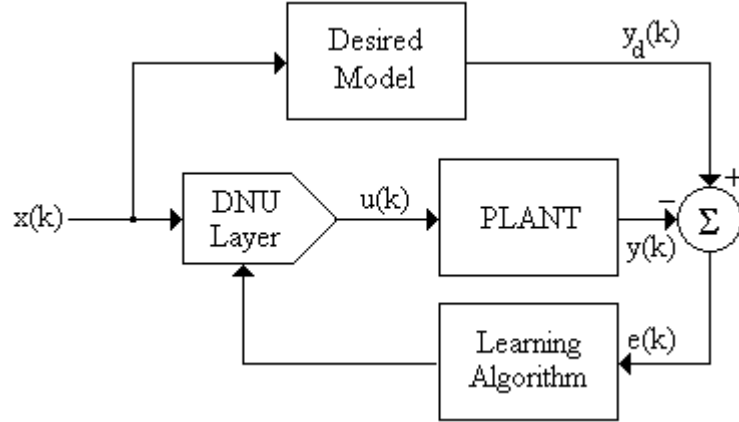 Desired
Model
y_d(k)
+
x(k)
DNU
Layer
u(k)
PLANT
−
Σ
y(k)
Learning
Algorithm
e(k)